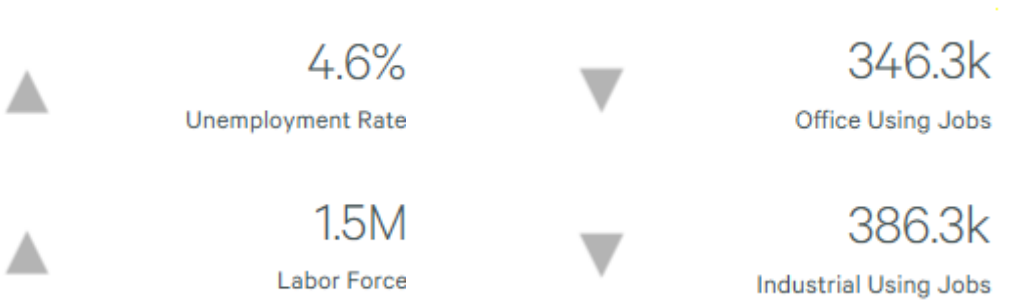 4.6%
Unemployment Rate
346.3k
Office Using Jobs
1.5M
Labor Force
386.3k
Industrial Using Jobs